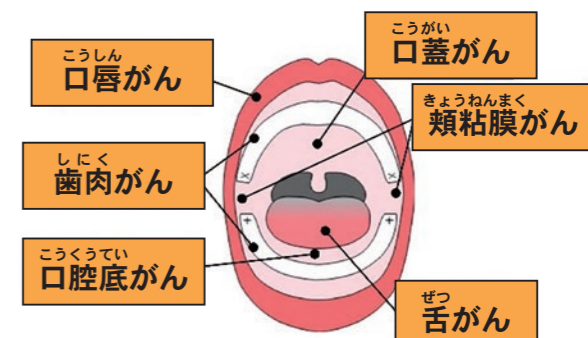 こうしん
口唇がん
こうがい
口蓋がん
きょうねんまく
頬粘膜がん
しにく
歯肉がん
こうくうてい
口腔底がん
ぜつ
舌がん